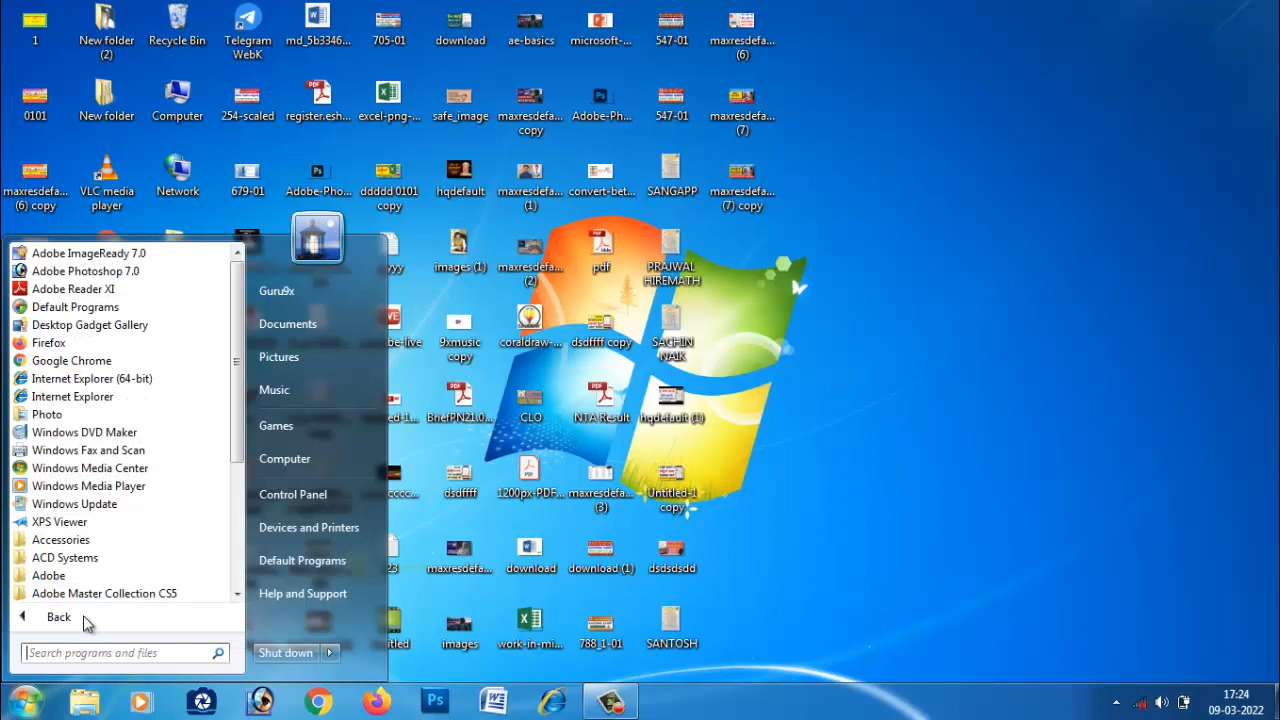 1
New folder
(2)
Recycle Bin
Telegram
WebK
md_5b3346...
705-01
download
ae-basics
microsoft-...
547-01
maxresdefa...
(6)
0101
New folder
Computer
254-scaled
register.esh...
excel-png-...
safe_image
maxresdefa...
copy
Adobe-Ph...
547-01
maxresdefa...
(7)
maxresdefa...
(6) copy
VLC media
player
Network
679-01
Adobe-Pho...
ddddd 0101
copy
hqdefault
maxresdefa...
(1)
convert-bet...
SANGAPP
maxresdefa...
(7) copy
images (1)
maxresdefa...
(2)
pdf
PRAJWAL
HIREMATH
9xmusic
copy
coraldraw-...
dsdffff copy
SACHIN
NAIK
CLO
NTA Result
hqdefault (1)
dsdffff
1200px-PDF...
maxresdefa...
(3)
Untitled-1
copy
maxresdefa...
download
download (1)
dsdsdsdd
images
work-in-mi...
788_1-01
SANTOSH
Adobe ImageReady 7.0
Adobe Photoshop 7.0
Adobe Reader XI
Default Programs
Desktop Gadget Gallery
Firefox
Google Chrome
Internet Explorer (64-bit)
Internet Explorer
Photo
Windows DVD Maker
Windows Fax and Scan
Windows Media Center
Windows Media Player
Windows Update
XPS Viewer
Accessories
ACD Systems
Adobe
Adobe Master Collection CS5
Back
Search programs and files
Guru9x
Documents
Pictures
Music
Games
Computer
Control Panel
Devices and Printers
Default Programs
Help and Support
Shut down
17:24
09-03-2022